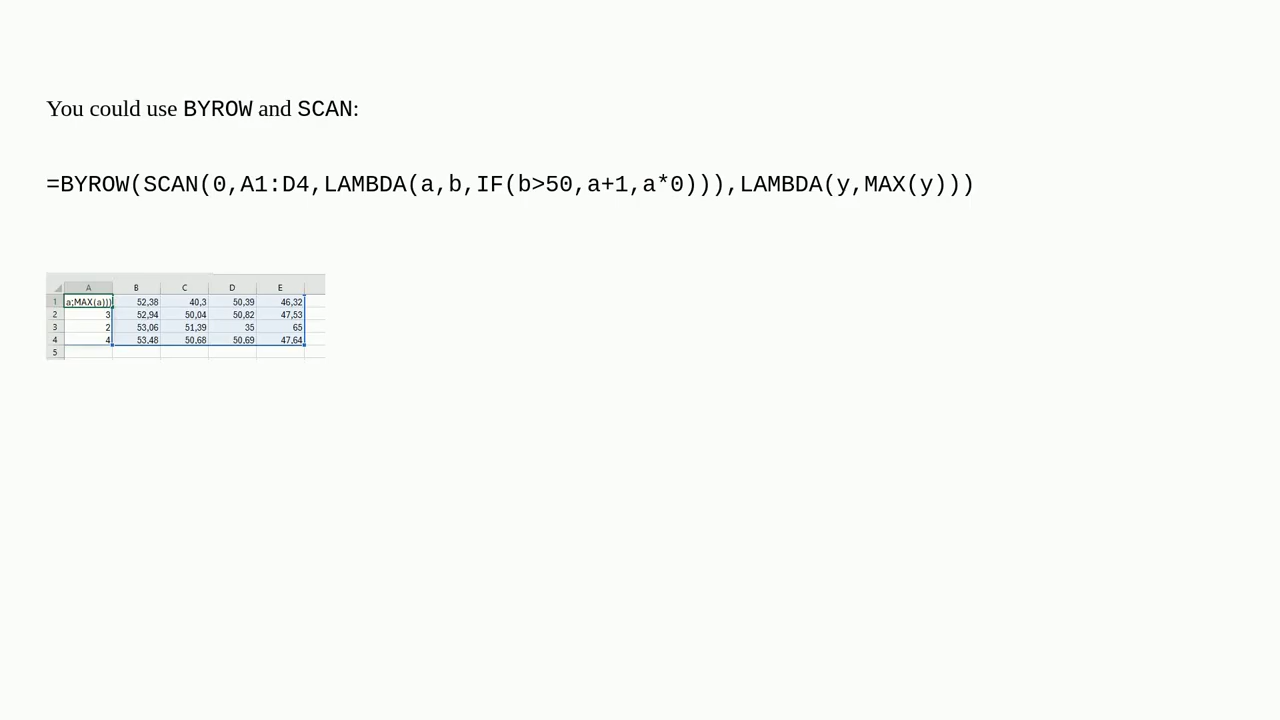 You could use BYROW and SCAN:
=BYROW(SCAN(0,A1:D4,LAMBDA(a,b,IF(b>50,a+1,a*0))),LAMBDA(y,MAX(y)))
A B C D E
1 a;MAX(a))) 52,38 40,3 50,39 46,32
2 3 52,94 50,04 50,82 47,53
3 2 53,06 51,39 35 65
4 4 53,48 50,68 50,69 47,64
5